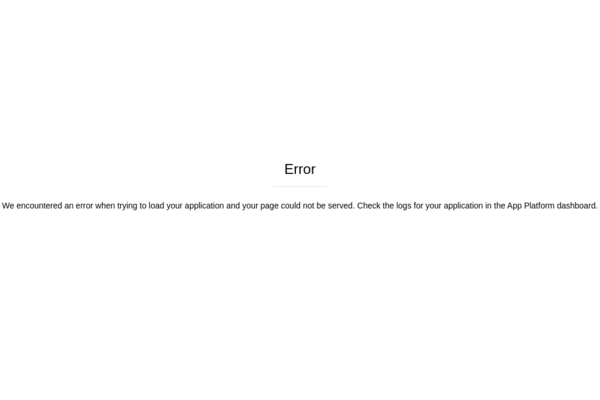 Error
We encountered an error when trying to load your application and your page could not be served. Check the logs for your application in the App Platform dashboard.